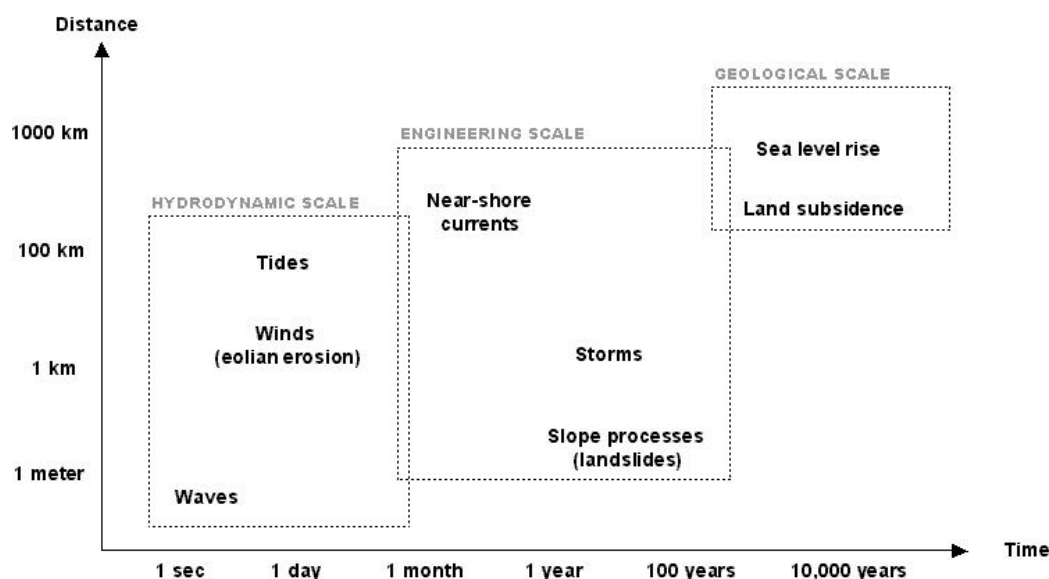 Distance
GEOLOGICAL SCALE
1000 km
ENGINEERING SCALE
Sea level rise
HYDRODYNAMIC SCALE
Near-shore
currents
Land subsidence
100 km
Tides
Winds
(eolian erosion)
Storms
1 km
Slope processes
(landslides)
1 meter
Waves
Time
1 sec 1 day 1 month 1 year 100 years 10,000 years